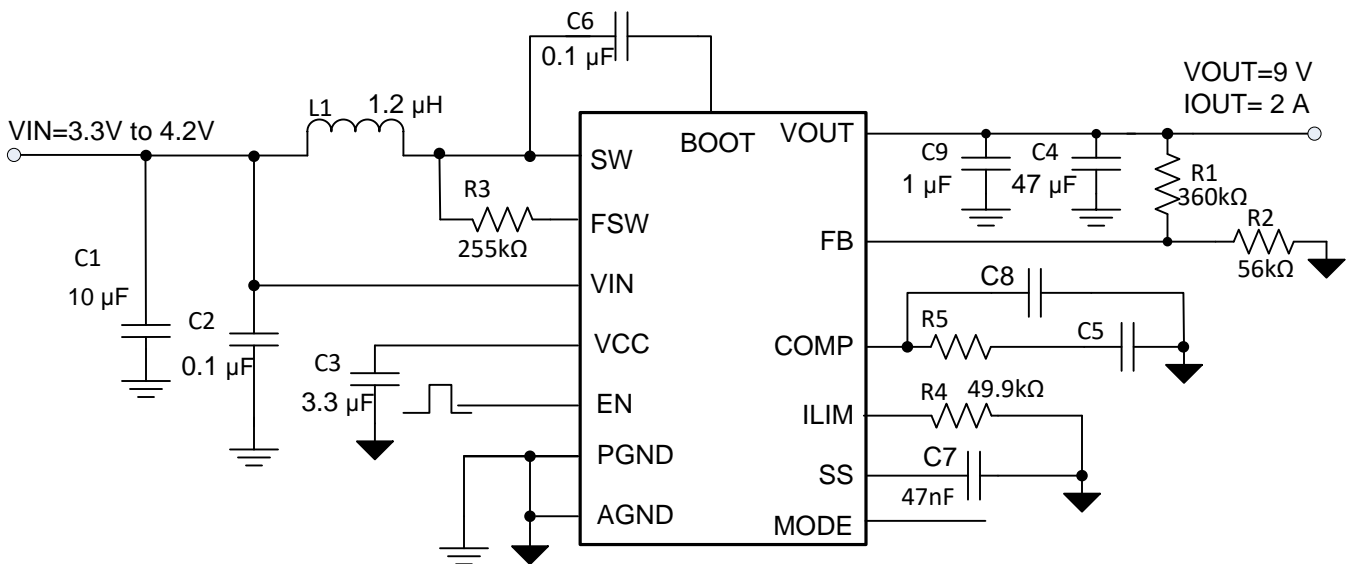 C6
0.1 µF
VOUT=9 V
IOUT= 2 A
L1
1.2 µH
VIN=3.3V to 4.2V
BOOT
VOUT
SW
C9
1 µF
C4
47 µF
R1
360kΩ
R3
255kΩ
FSW
FB
R2
56kΩ
C1
10 µF
VIN
C8
C2
0.1 µF
VCC
COMP
R5
C5
C3
3.3 µF
EN
ILIM
R4
49.9kΩ
PGND
SS
C7
47nF
AGND
MODE